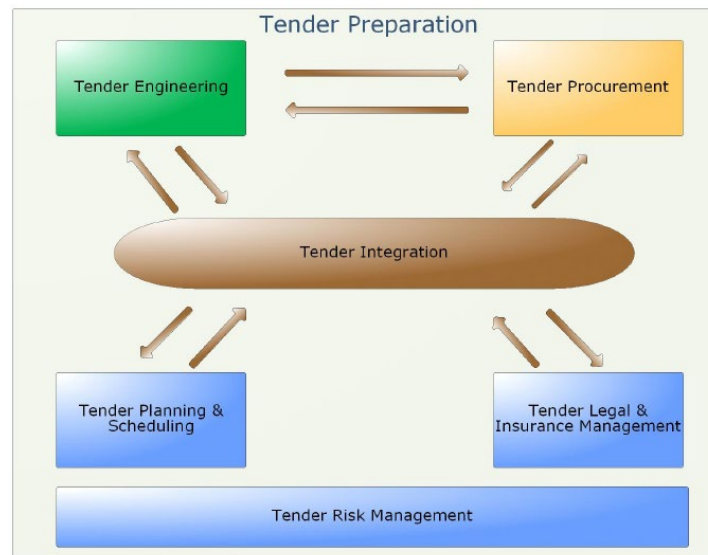 Tender Preparation
Tender Engineering
Tender Procurement
Tender Integration
Tender Planning &
Scheduling
Tender Legal &
Insurance Management
Tender Risk Management